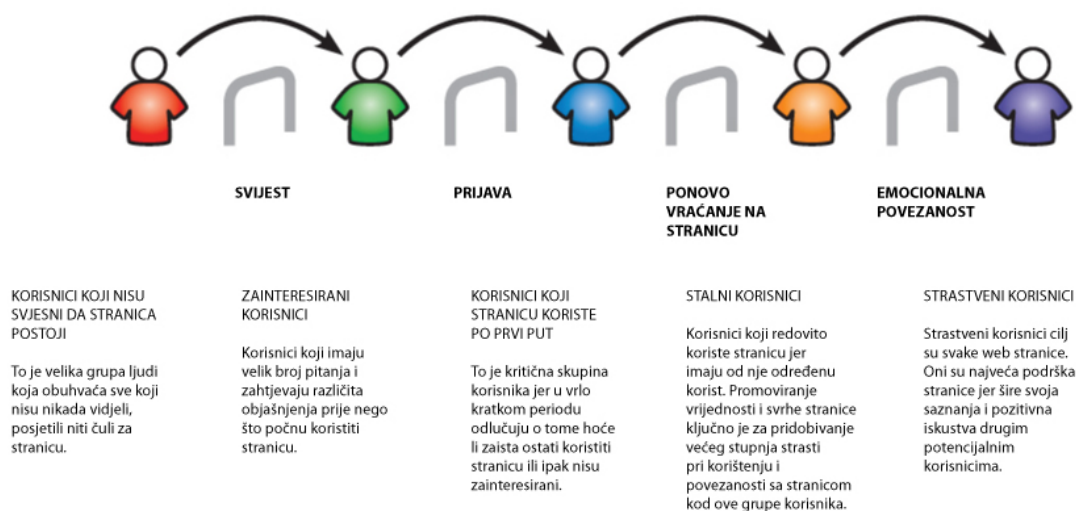 SVIJEST
PRIJAVA
PONOVO
VRAĆANJE NA
STRANICU
EMOCIONALNA
POVEZANOST
KORISNICI KOJI NISU
SVJESNI DA STRANICA
POSTOJI
To je velika grupa ljudi
koja obuhvaća sve koji
nisu nikada vidjeli,
posjetili niti čuli za
stranicu.
ZAINTERESIRANI
KORISNICI
Korisnici koji imaju
velik broj pitanja i
zahtjevaju različita
objašnjenja prije nego
što počnu koristiti
stranicu.
KORISNICI KOJI
STRANICU KORISTE
PO PRVI PUT
To je kritična skupina
korisnika jer u vrlo
kratkom periodu
odlučuju o tome hoće
li zaista ostati koristiti
stranicu ili ipak nisu
zainteresirani.
STALNI KORISNICI
Korisnici koji redovito
koriste stranicu jer
imaju od nje određenu
korist. Promoviranje
vrijednosti i svrhe stranice
ključno je za pridobivanje
većeg stupnja strasti
pri korištenju i
povezanosti sa stranicom
kod ove grupe korisnika.
STRASTVENI KORISNICI
Strastveni korisnici cilj
su svake web stranice.
Oni su najveća podrška
stranice jer šire svoja
saznanja i pozitivna
iskustva drugim
potencijalnim
korisnicima.